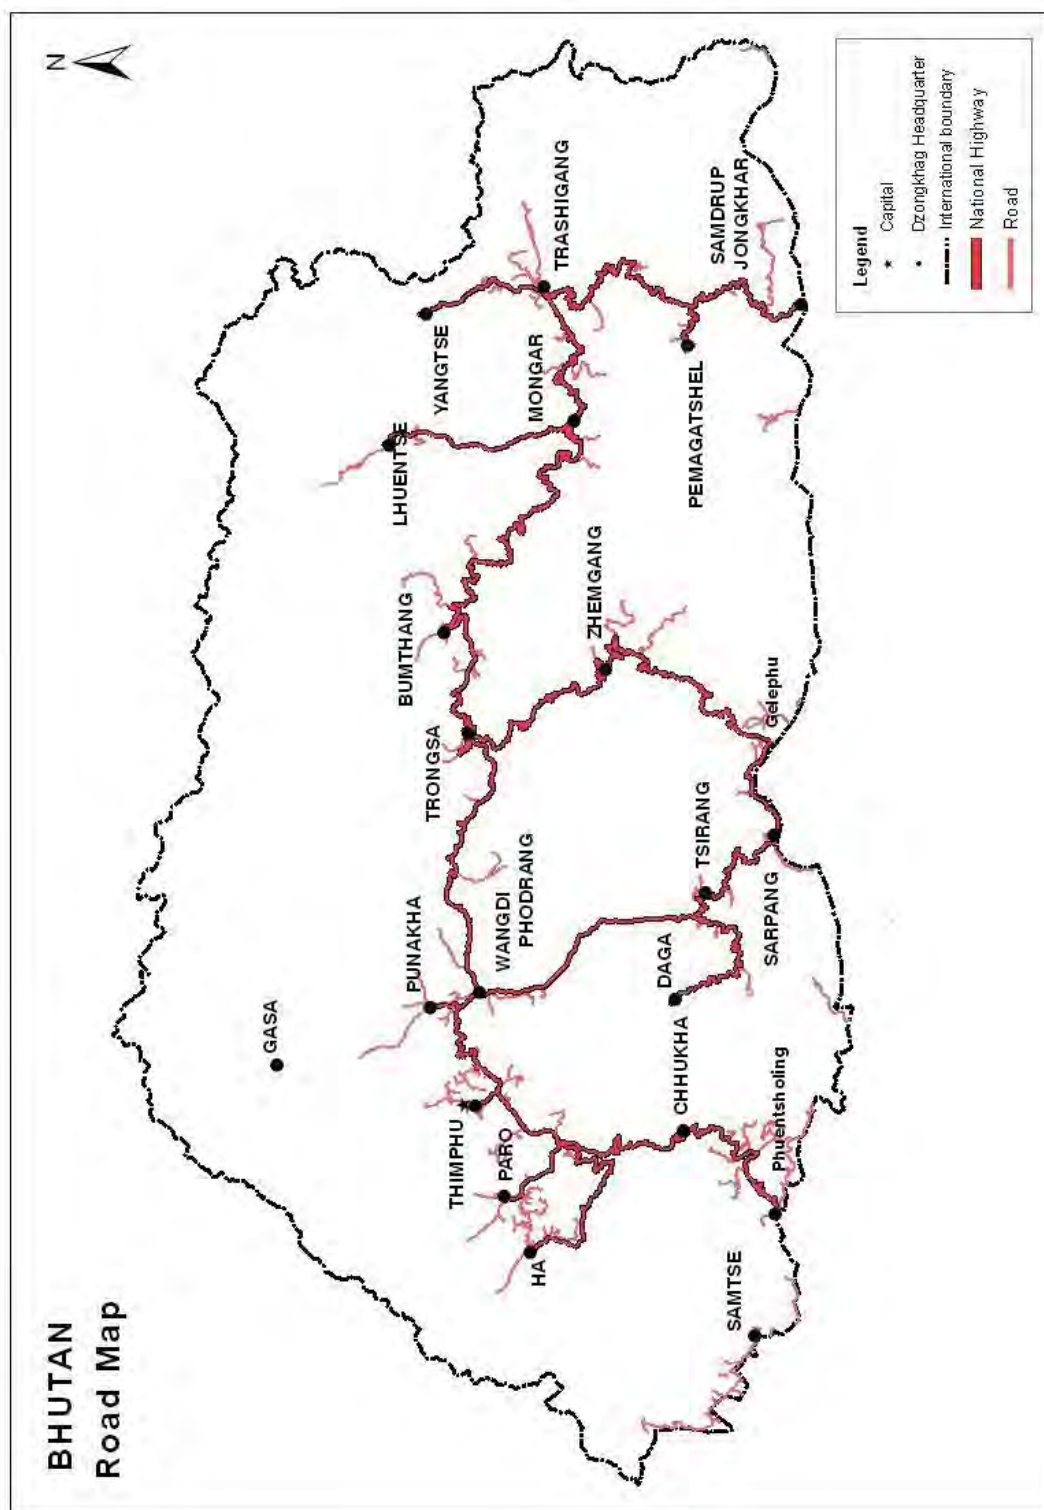 BHUTAN
Road Map
N
GASA
PUNAKHA
THIMPHU
PARO
HA
WANGDI
PHODRANG
TRONGSA
BUMTHANG
LHUENTSE
YANGTSE
MONGAR
TRASHIGANG
ZHEMGANG
PEMAGATSHEL
SAMDRUP
JONGKHAR
DAGA
TSIRANG
CHHUKHA
SARPANG
Gelephu
Phuentsholing
SAMTSE
Legend
Capital
Dzongkhag Headquarter
International boundary
National Highway
Road